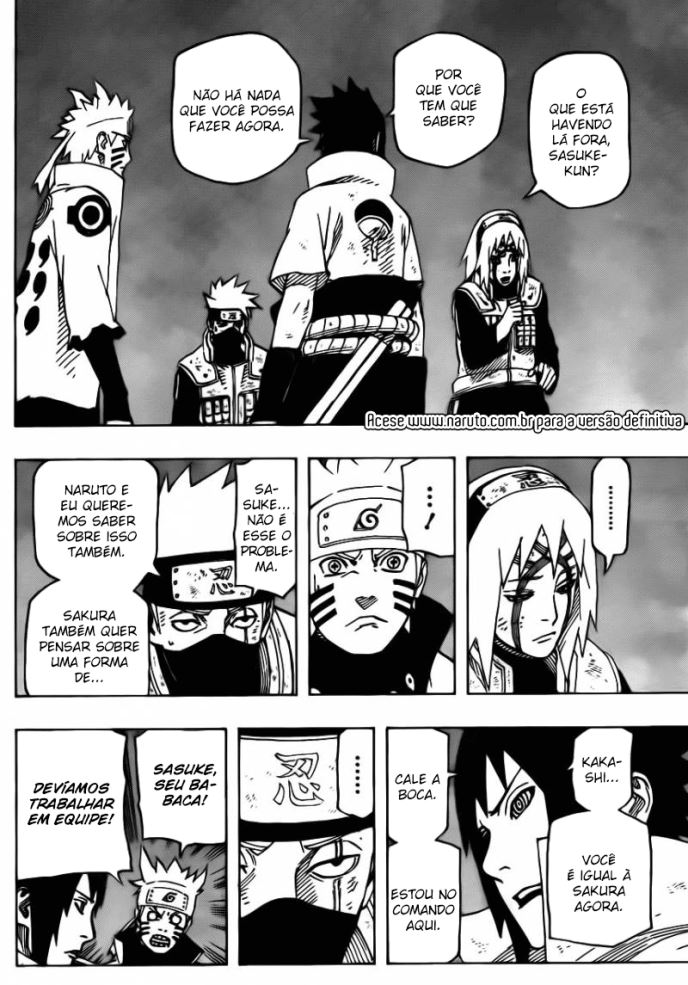 O
QUE ESTÁ
HAVENDO
LÁ FORA,
SASUKE-
KUN?
POR
QUE VOCÊ
TEM QUE
SABER?
NÃO HÁ NADA
QUE VOCÊ POSSA
FAZER AGORA.
Acese www.naruto.com.br para a versão definitiva
.........
......!
SA-
SUKE...
NÃO É
ESSE O
PROBLE-
MA.
NARUTO E
EU QUERE-
MOS SABER
SOBRE ISSO
TAMBÉM.
SAKURA
TAMBÉM QUER
PENSAR SOBRE
UMA FORMA
DE...
忍
KAKA-
SHI...
VOCÊ
É IGUAL À
SAKURA
AGORA.
CALE A
BOCA.
ESTOU NO
COMANDO
AQUI.
......
忍
SASUKE,
SEU BA-
BACA!
DEVÍAMOS
TRABALHAR
EM EQUIPE!